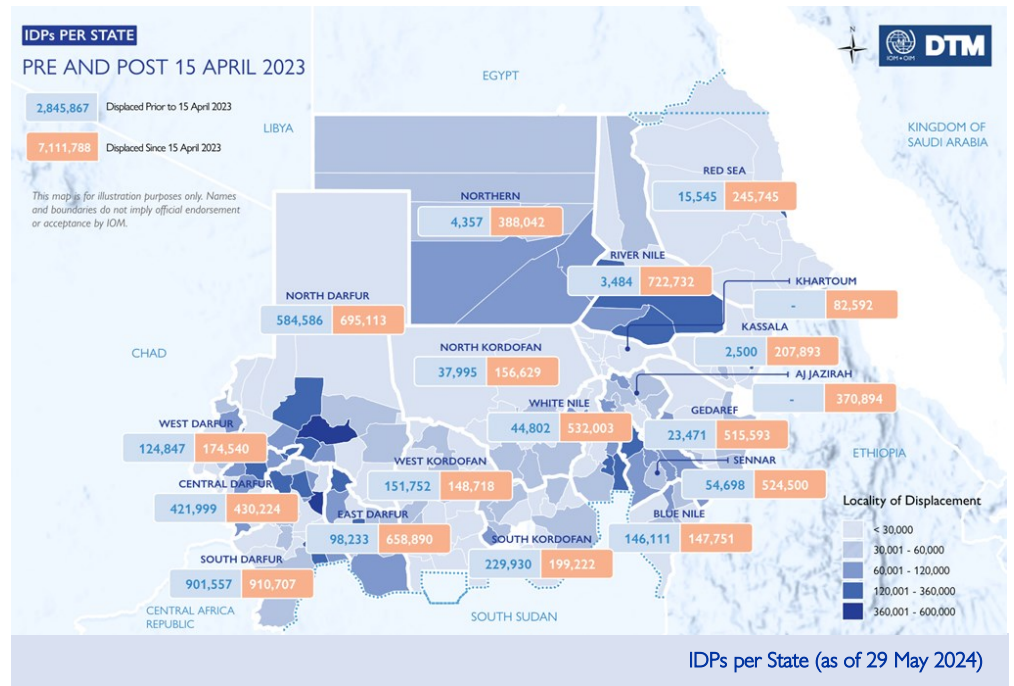 IDPs PER STATE
PRE AND POST 15 APRIL 2023
2,845,867 Displaced Prior to 15 April 2023
7,111,788 Displaced Since 15 April 2023
This map is for illustration purposes only. Names
and boundaries do not imply official endorsement
or acceptance by IOM.
N
IOM • OIM
DTM
EGYPT
LIBYA
KINGDOM OF
SAUDI ARABIA
RED SEA
15,545 245,745
NORTHERN
4,357 388,042
RIVER NILE
3,484 722,732
KHARTOUM
- 82,592
NORTH DARFUR
584,586 695,113
KASSALA
2,500 207,893
CHAD
NORTH KORDOFAN
37,995 156,629
AJ JAZIRAH
- 370,894
WHITE NILE
44,802 532,003
GEDAREF
23,471 515,593
WEST DARFUR
124,847 174,540
ETHIOPIA
WEST KORDOFAN
151,752 148,718
SENNAR
54,698 524,500
CENTRAL DARFUR
421,999 430,224
EAST DARFUR
98,233 658,890
BLUE NILE
146,111 147,751
SOUTH KORDOFAN
229,930 199,222
SOUTH DARFUR
901,557 910,707
CENTRAL AFRICA
REPUBLIC
SOUTH SUDAN
Locality of Displacement
< 30,000
30,001 - 60,000
60,001 - 120,000
120,001 - 360,000
360,001 - 600,000
IDPs per State (as of 29 May 2024)